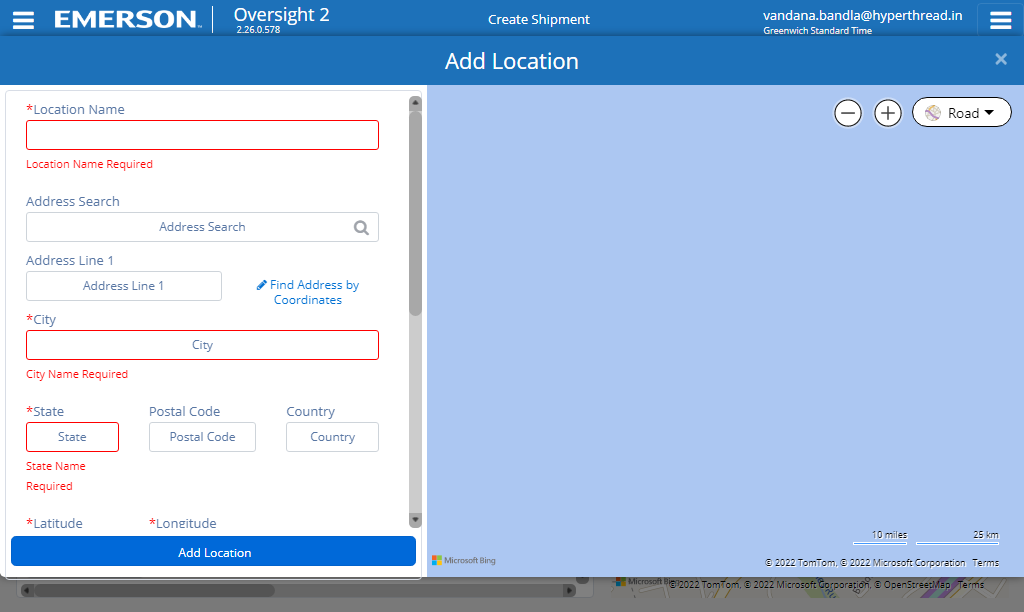 EMERSON
Oversight 2
2.26.0.578
Create Shipment
vandana.bandla@hyperthread.in
Greenwich Standard Time
Add Location
×
*Location Name
Location Name Required
Address Search
Address Search
Address Line 1
Address Line 1
Find Address by
Coordinates
*City
City
City Name Required
*State
Postal Code
Country
State
Postal Code
Country
State Name
Required
*Latitude
*Longitude
Add Location
Road
10 miles
25 km
Microsoft Bing
© 2022 TomTom, © 2022 Microsoft Corporation Terms
Microsoft Bi
© 2022 TomTom, © 2022 Microsoft Corporation, © OpenStreetMap Terms